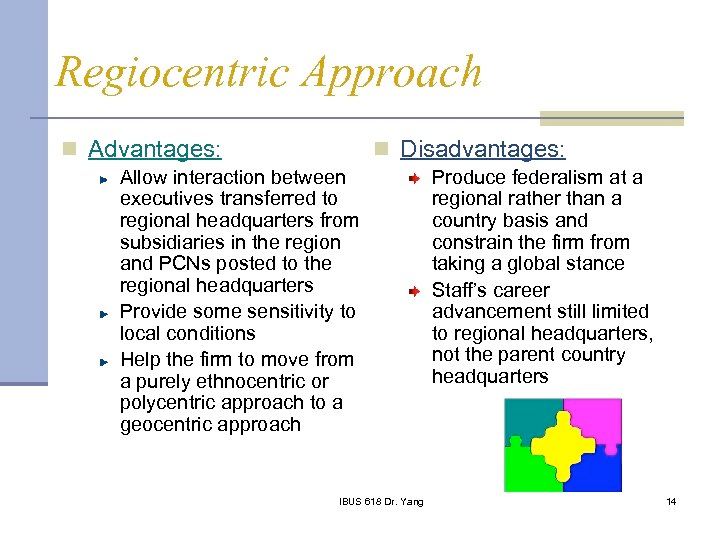 Regiocentric Approach
Advantages:
Allow interaction between
executives transferred to
regional headquarters from
subsidiaries in the region
and PCNs posted to the
regional headquarters
Provide some sensitivity to
local conditions
Help the firm to move from
a purely ethnocentric or
polycentric approach to a
geocentric approach
Disadvantages:
Produce federalism at a
regional rather than a
country basis and
constrain the firm from
taking a global stance
Staff's career
advancement still limited
to regional headquarters,
not the parent country
headquarters
IBUS 618 Dr. Yang
14